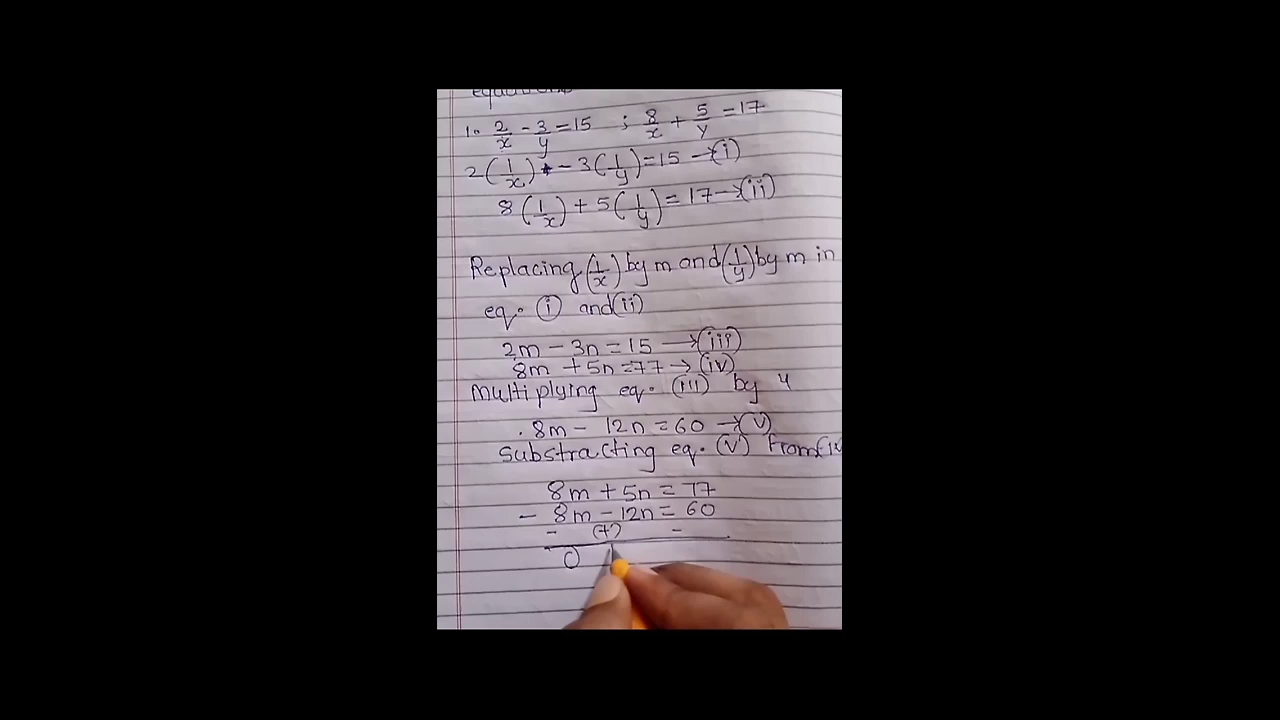 1. 2/x - 3/y = 15 ; 8/x + 5/y = 17
2(1/x) - 3(1/y) = 15 → (i)
8(1/x) + 5(1/y) = 17 → (ii)
Replacing (1/x) by m and (1/y) by m in
eq. (i) and (ii)
2m - 3n = 15 → (iii)
8m + 5n = 77 → (iv)
Multiplying eq. (iii) by 4
8m - 12n = 60 → (v)
Substracting eq. (v) from (iv
8m + 5n = 77
- 8m - 12n = 60
- (+) -
0